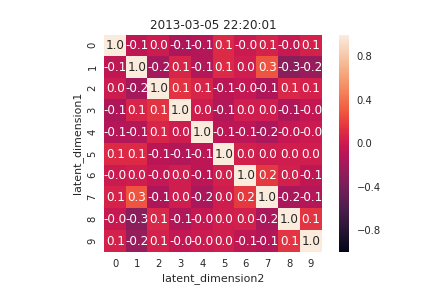 2013-03-05 22:20:01
latent_dimension1
0 1.0 -0.1 0.0 -0.1 -0.1 0.1 -0.0 0.1 -0.0 0.1
1 -0.1 1.0 -0.2 0.1 -0.1 0.1 0.0 0.3 -0.3 -0.2
2 0.0 -0.2 1.0 0.1 0.1 -0.1 -0.0 -0.1 0.1 0.1
3 -0.1 0.1 0.1 1.0 0.0 -0.1 0.0 0.0 -0.1 -0.0
4 -0.1 -0.1 0.1 0.0 1.0 -0.1 -0.1 -0.2 -0.0 -0.0
5 0.1 0.1 -0.1 -0.1 -0.1 1.0 0.0 0.0 0.0 0.0
6 -0.0 0.0 -0.0 0.0 -0.1 0.0 1.0 0.2 0.0 -0.1
7 0.1 0.3 -0.1 0.0 -0.2 0.0 0.2 1.0 -0.2 -0.1
8 -0.0 -0.3 0.1 -0.1 -0.0 0.0 0.0 -0.2 1.0 0.1
9 0.1 -0.2 0.1 -0.0 -0.0 0.0 -0.1 -0.1 0.1 1.0
0 1 2 3 4 5 6 7 8 9
latent_dimension2
0.8
0.4
0.0
-0.4
-0.8